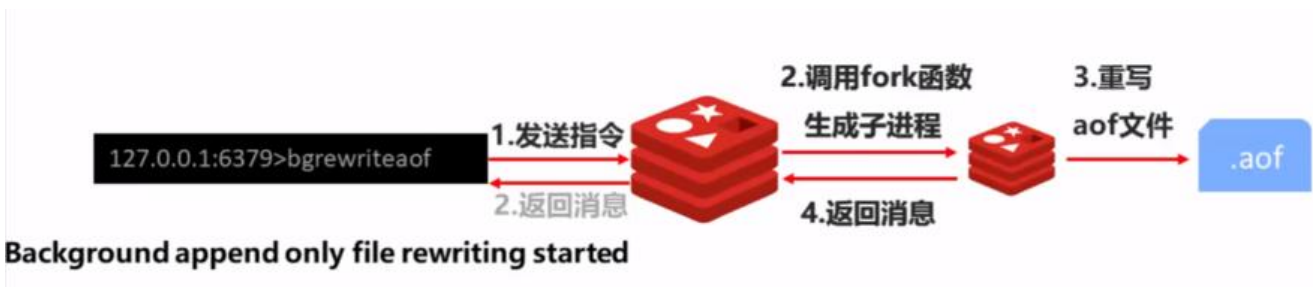 127.0.0.1:6379>bgrewriteaof
1.发送指令
2.返回消息
Background append only file rewriting started
2.调用fork函数
生成子进程
4.返回消息
3.重写
aof文件
.aof